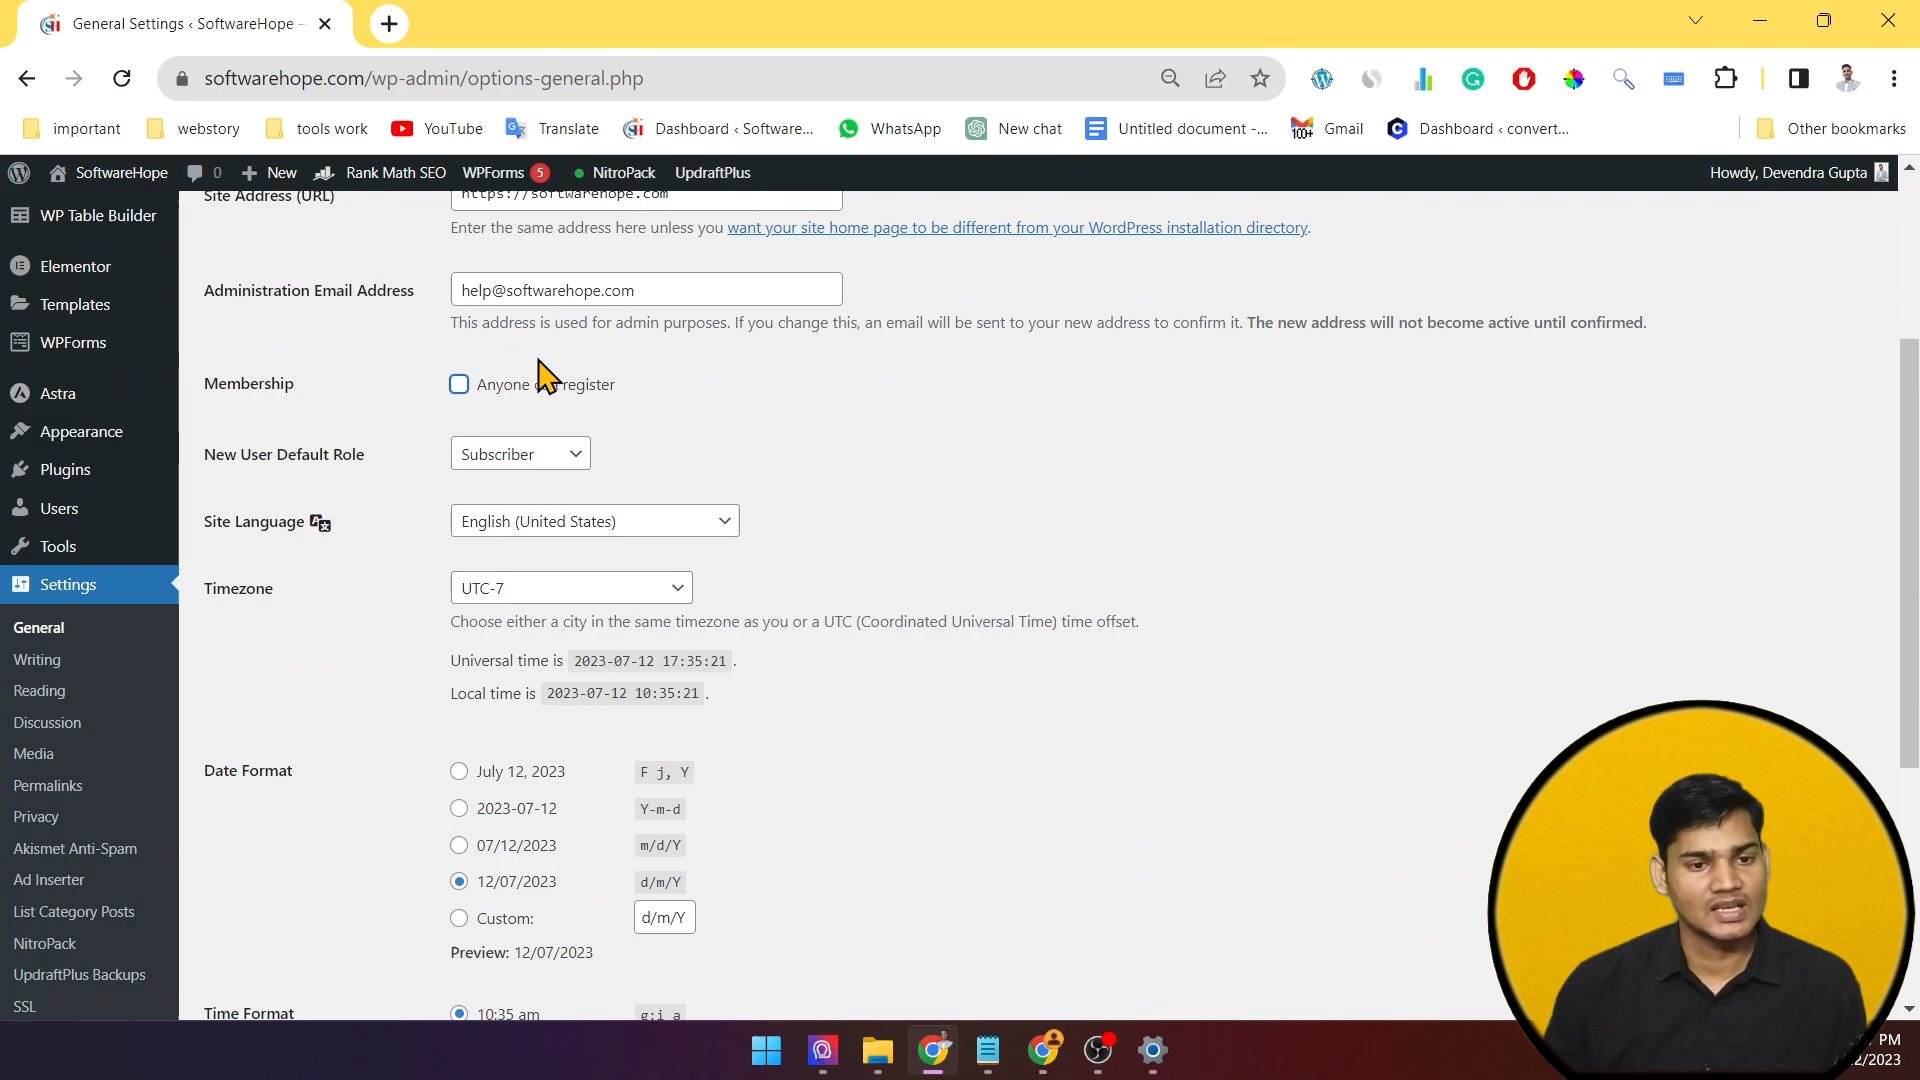 General Settings ‹ SoftwareHope –
softwarehope.com/wp-admin/options-general.php
important webstory tools work YouTube Translate Dashboard ‹ Software... WhatsApp New chat Untitled document -... 100+ Gmail Dashboard ‹ convert... Other bookmarks
SoftwareHope 0 New Rank Math SEO WPForms 5 NitroPack UpdraftPlus Howdy, Devendra Gupta
WP Table Builder
Elementor
Templates
WPForms
Astra
Appearance
Plugins
Users
Tools
Settings
General
Writing
Reading
Discussion
Media
Permalinks
Privacy
Akismet Anti-Spam
Ad Inserter
List Category Posts
NitroPack
UpdraftPlus Backups
SSL
Site Address (URL) https://softwarehope.com
Enter the same address here unless you want your site home page to be different from your WordPress installation directory.
Administration Email Address help@softwarehope.com
This address is used for admin purposes. If you change this, an email will be sent to your new address to confirm it. The new address will not become active until confirmed.
Membership Anyone register
New User Default Role Subscriber
Site Language English (United States)
Timezone UTC-7
Choose either a city in the same timezone as you or a UTC (Coordinated Universal Time) time offset.
Universal time is 2023-07-12 17:35:21 .
Local time is 2023-07-12 10:35:21 .
Date Format July 12, 2023 F j, Y
2023-07-12 Y-m-d
07/12/2023 m/d/Y
12/07/2023 d/m/Y
Custom: d/m/Y
Preview: 12/07/2023
Time Format 10:35 am g:i a
PM
2/2023